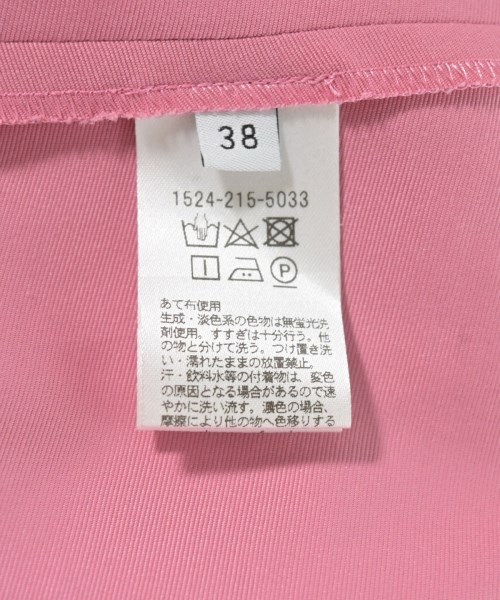 38
1524-215-5033
P
あて布使用
生成・淡色系の色物は無蛍光洗
剤使用。すすぎは十分行う。他
の物と分けて洗う。つけ置き洗
い・濡れたままの放置禁止。
汗・飲料水等の付着物は、変色
の原因となる場合があるので速
やかに洗い流す。濃色の場合、
摩擦により他の物へ色移りする